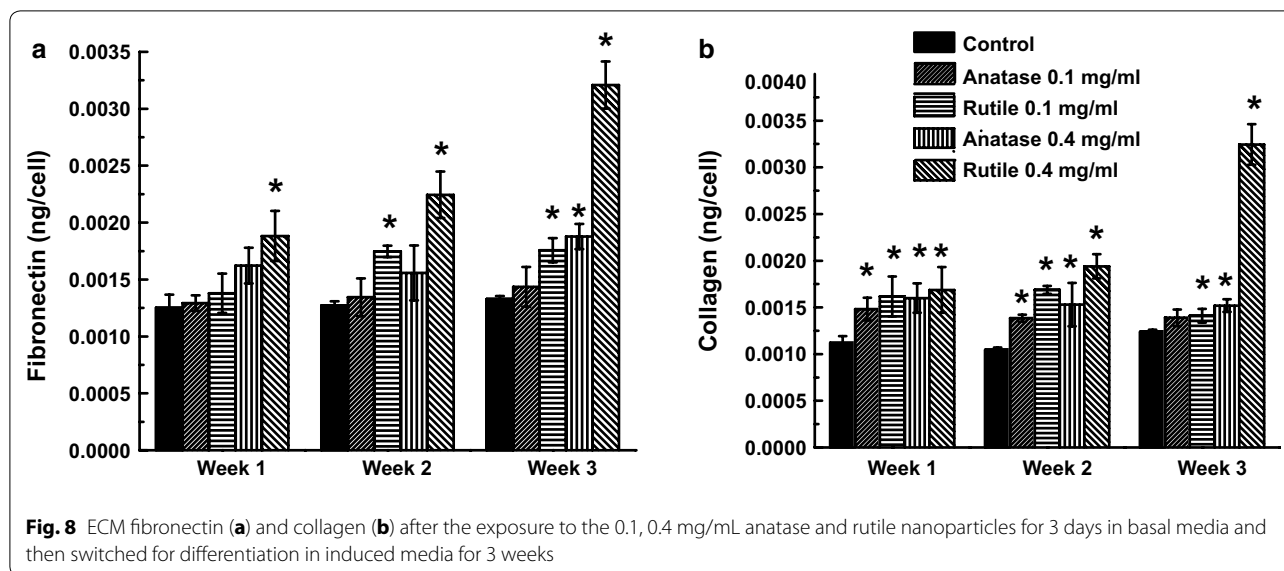 a
*
0.0035
0.0030
0.0025
0.0020
0.0015
0.0010
0.0005
0.0000
Fibronectin (ng/cell)
*
*
*
*
*
Week 1
Week 2
Week 3
b
Control
Anatase 0.1 mg/ml
Rutile 0.1 mg/ml
Anatase 0.4 mg/ml
Rutile 0.4 mg/ml
0.0040
0.0035
0.0030
0.0025
0.0020
0.0015
0.0010
0.0005
0.0000
Collagen (ng/cell)
* * * *
* * * *
* * *
Week 1
Week 2
Week 3
Fig. 8 ECM fibronectin (a) and collagen (b) after the exposure to the 0.1, 0.4 mg/mL anatase and rutile nanoparticles for 3 days in basal media and
then switched for differentiation in induced media for 3 weeks